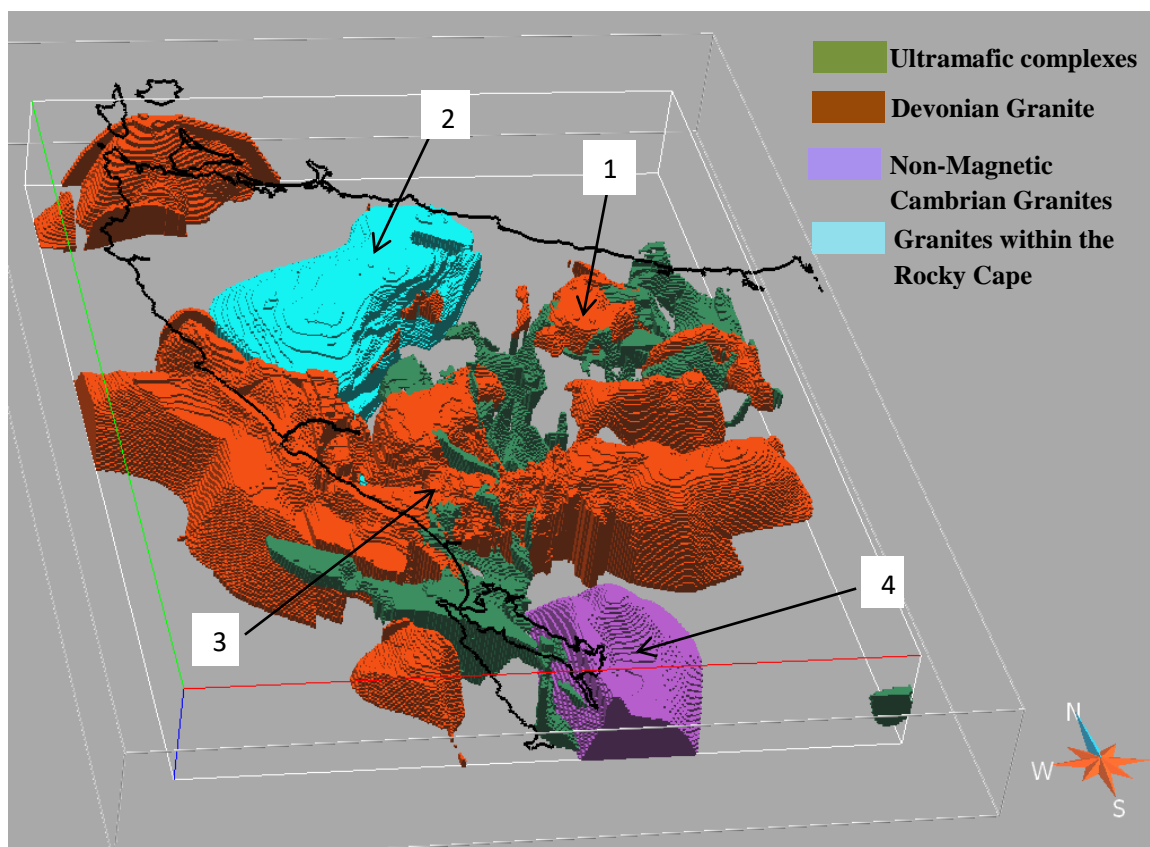 Ultramafic complexes
Devonian Granite
Non-Magnetic
Cambrian Granites
Granites within the
Rocky Cape
2
1
3
4
N
W
S